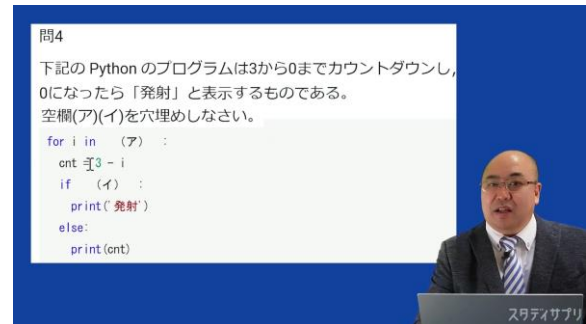 問4
下記の Python のプログラムは3から0までカウントダウンし,
0になったら「発射」と表示するものである。
空欄(ア)(イ)を穴埋めしなさい。
for i in (ア) :
cnt = 3 - i
if (イ) :
print('発射')
else:
print(cnt)
スタディサプリ